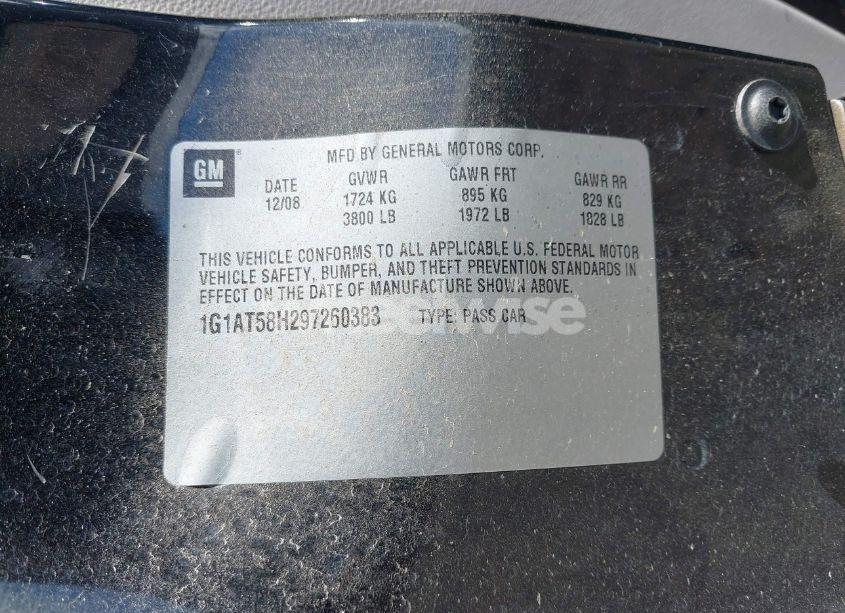 GM
MFD BY GENERAL MOTORS CORP.
DATE GVWR GAWR FRT GAWR RR
12/08 1724 KG 895 KG 829 KG
3800 LB 1972 LB 1828 LB
THIS VEHICLE CONFORMS TO ALL APPLICABLE U.S. FEDERAL MOTOR
VEHICLE SAFETY, BUMPER, AND THEFT PREVENTION STANDARDS IN
EFFECT ON THE DATE OF MANUFACTURE SHOWN ABOVE.
1G1AT58H297260383 TYPE: PASS CAR